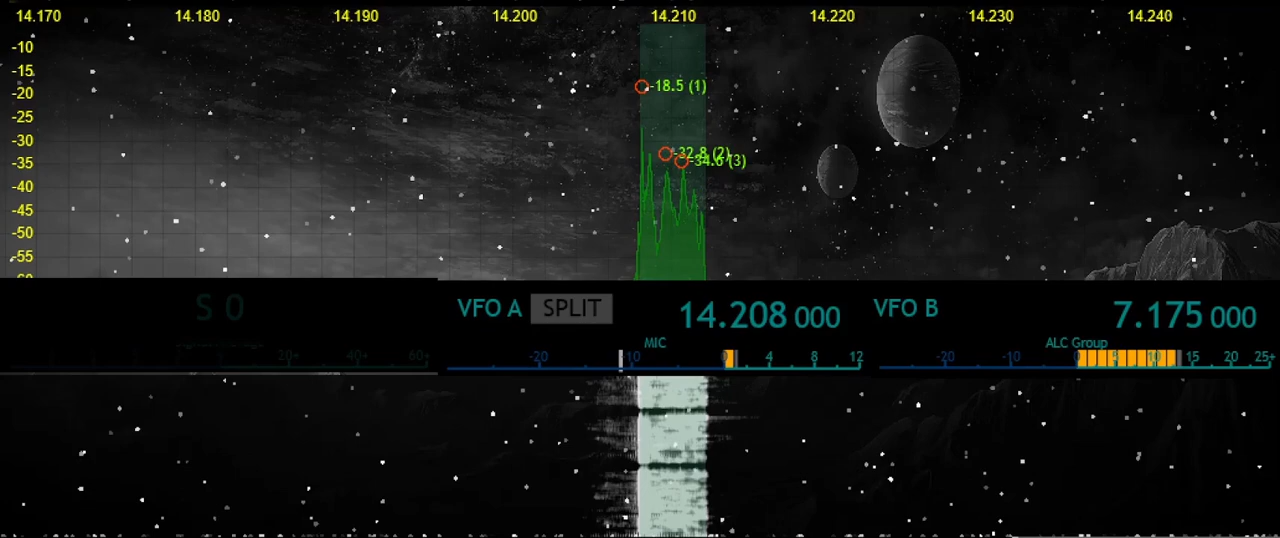 14.170 14.180 14.190 14.200 14.210 14.220 14.230 14.240
-10
-15
-20
-25
-30
-35
-40
-45
-50
-55
-18.5 (1)
-32.8 (2)
-34.6 (3)
S 0
20+ 40+ 60+
VFO A SPLIT 14.208 000
MIC
-20 -10 0 4 8 12
VFO B 7.175 000
ALC Group
-20 -10 0 5 10 15 20 25+